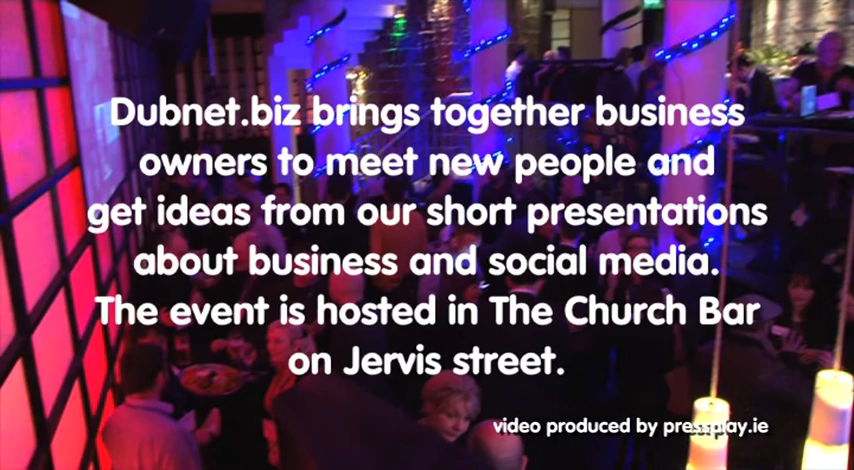 Dubnet.biz brings together business
owners to meet new people and
get ideas from our short presentations
about business and social media.
The event is hosted in The Church Bar
on Jervis street.
video produced by pressplay.ie